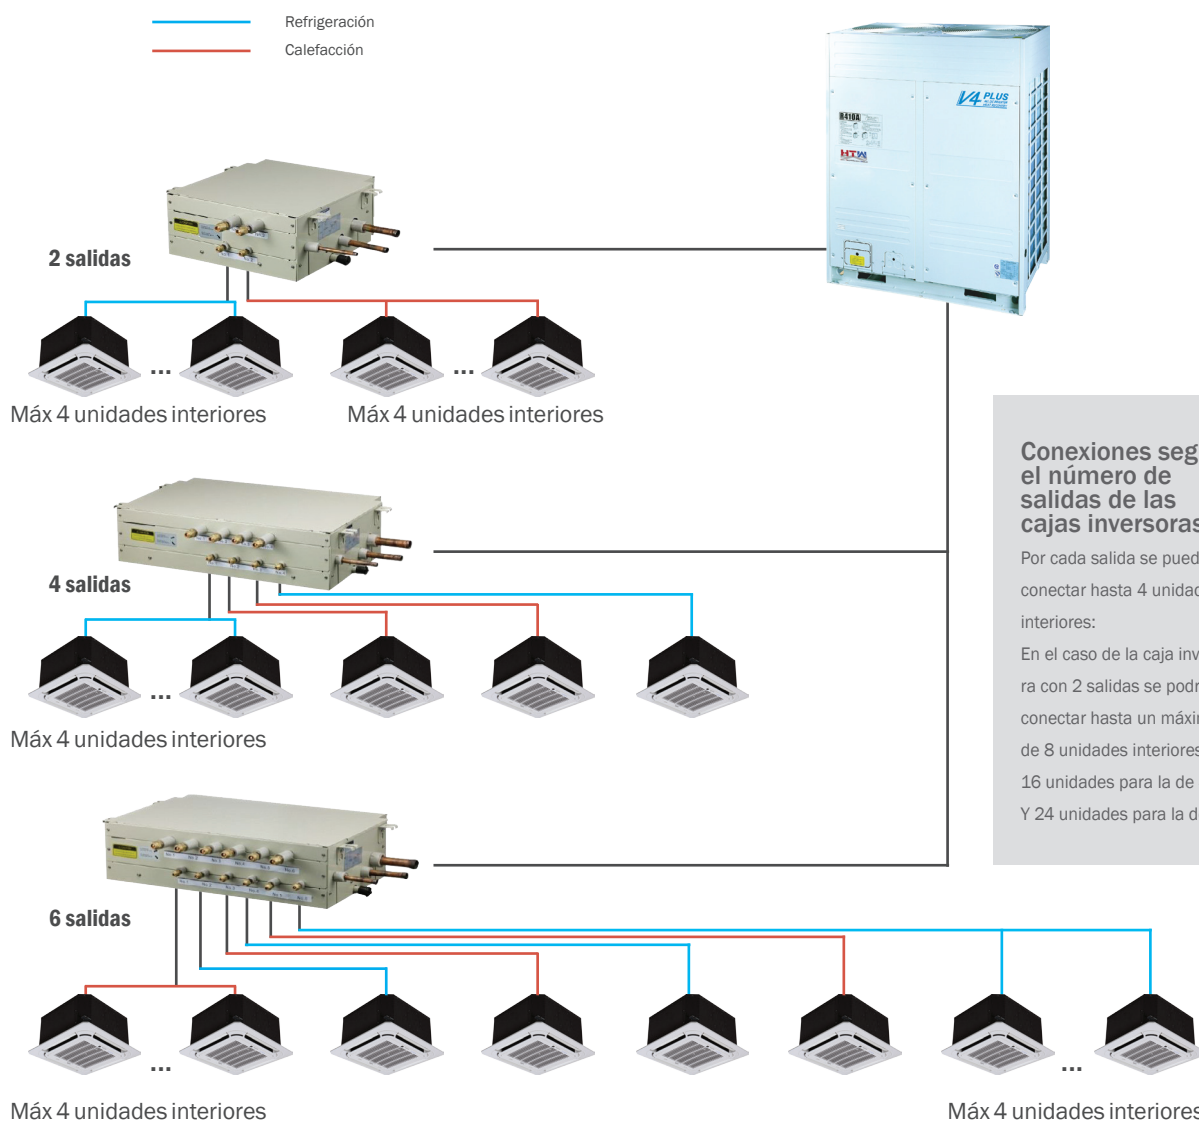 Refrigeración
Calefacción
V4 PLUS
R410A
HTW
2 salidas
... ...
Máx 4 unidades interiores Máx 4 unidades interiores
4 salidas
...
Máx 4 unidades interiores
6 salidas
... ...
Máx 4 unidades interiores Máx 4 unidades interiores
Conexiones seg
el número de
salidas de las
cajas inversoras
Por cada salida se pued
conectar hasta 4 unidad
interiores:
En el caso de la caja inv
ra con 2 salidas se podr
conectar hasta un máxi
de 8 unidades interiores
16 unidades para la de
Y 24 unidades para la d